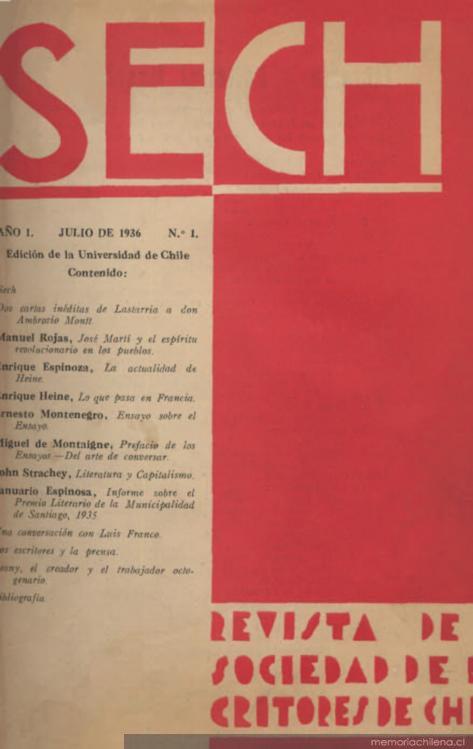 SECH
AÑO 1. JULIO DE 1936 N.º 1.
Edición de la Universidad de Chile
Contenido:
Sech
Dos cartas inéditas de Lastarria a don
Ambrosio Montt.
Manuel Rojas, José Martí y el espíritu
revolucionario en los pueblos.
Enrique Espinoza, La actualidad de
Heine.
Enrique Heine, Lo que pasa en Francia.
Ernesto Montenegro, Ensayo sobre el
Ensayo.
Miguel de Montaigne, Prefacio de los
Ensayos—Del arte de conversar.
John Strachey, Literatura y Capitalismo.
Januario Espinosa, Informe sobre el
Premio Literario de la Municipalidad
de Santiago, 1935
Una conversación con Luis Franco.
Los escritores y la prensa.
, el creador y el trabajador octo-
genario.
Bibliografía.
REVISTA DE
SOCIEDAD DE E
CRITORES DE CHI
memoriachilena.cl